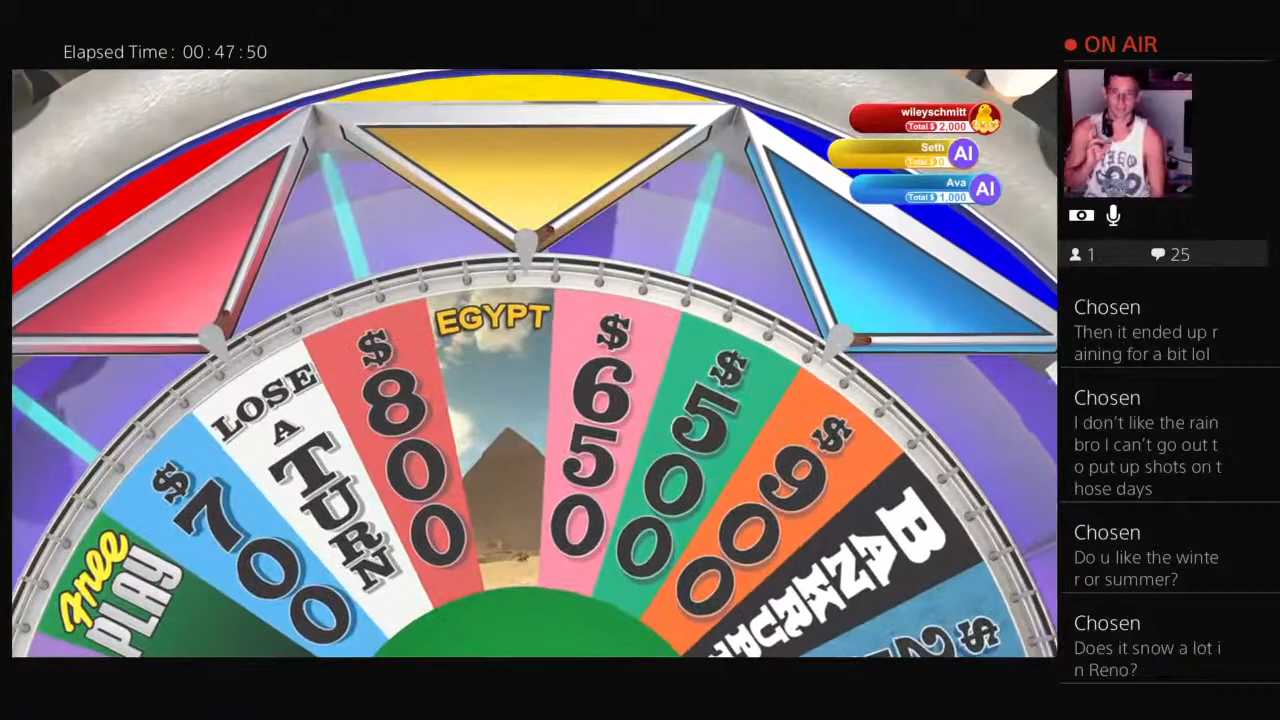 Elapsed Time: 00:47:50
ON AIR
wileyschmitt
Total $ 2,000
Seth
Total $ 0
AI
Ava
Total $ 1,000
AI
1 25
Chosen
Then it ended up r
aining for a bit lol
Chosen
I don't like the rain
bro I can't go out t
o put up shots on t
hose days
Chosen
Do u like the winte
r or summer?
Chosen
Does it snow a lot i
n Reno?
Free
PLAY
$700
LOSE
A
TURN
$800
EGYPT
$650
$500
$600